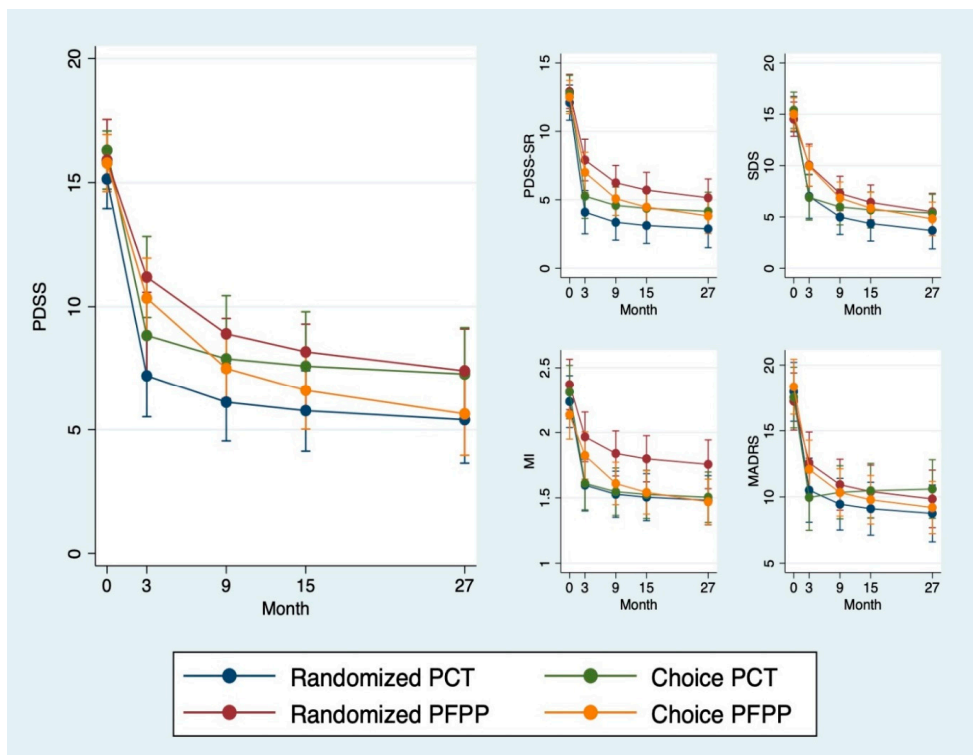 PDSS
20
15
10
5
0
0 3 9 15 27
Month
PDSS-SR
15
10
5
0
0 3 9 15 27
Month
SDS
20
15
10
5
0
0 3 9 15 27
Month
MI
2.5
2
1.5
1
0 3 9 15 27
Month
MADRS
20
15
10
5
0 3 9 15 27
Month
Randomized PCT Choice PCT
Randomized PFPP Choice PFPP